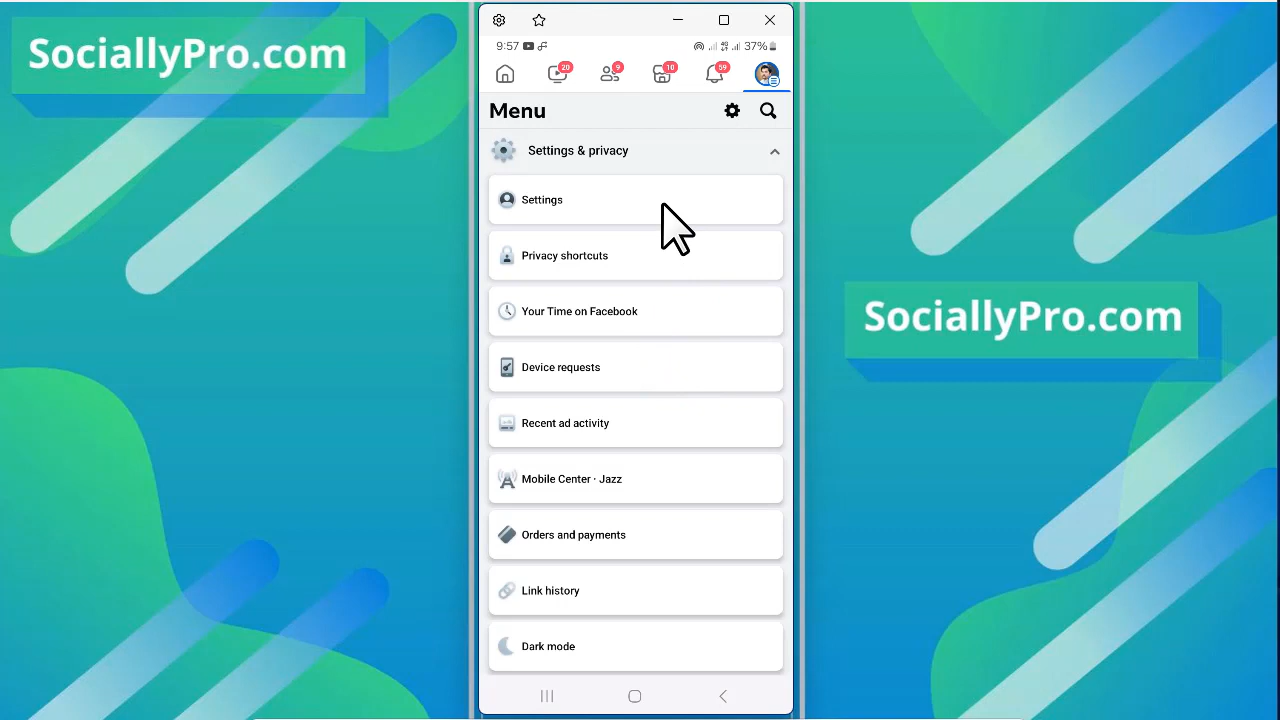 SociallyPro.com
9:57
37%
20
9
10
59
Menu
Settings & privacy
Settings
Privacy shortcuts
Your Time on Facebook
Device requests
Recent ad activity
Mobile Center · Jazz
Orders and payments
Link history
Dark mode
SociallyPro.com